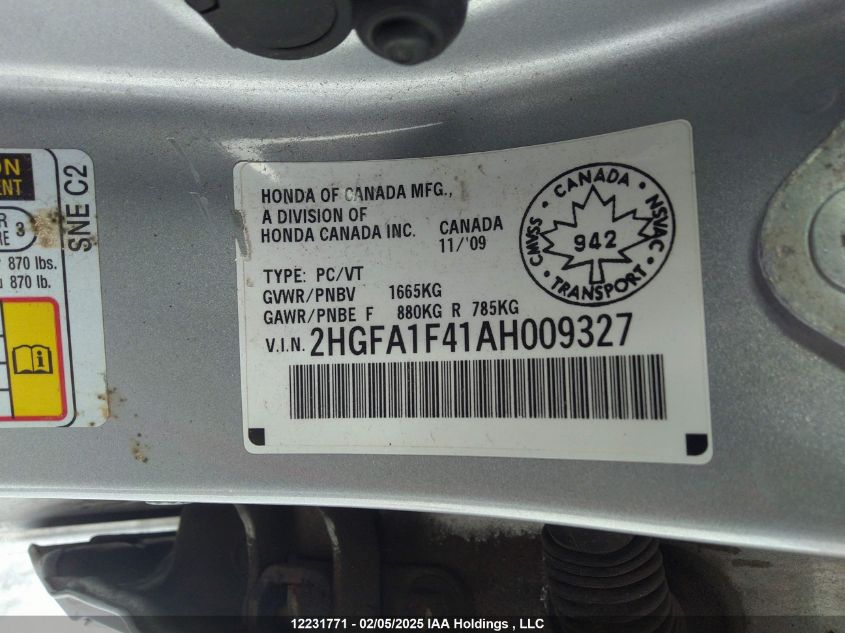 ON
ENT
R
RE 3
870 lbs.
870 lb.
SNE C2
HONDA OF CANADA MFG.,
A DIVISION OF
HONDA CANADA INC. CANADA
11/'09
TYPE: PC/VT
GVWR/PNBV 1665KG
GAWR/PNBE F 880KG R 785KG
V.I.N. 2HGFA1F41AH009327
CANADA
CMVSS 942 NSVAC
TRANSPORT
12231771 - 02/05/2025 IAA Holdings, LLC